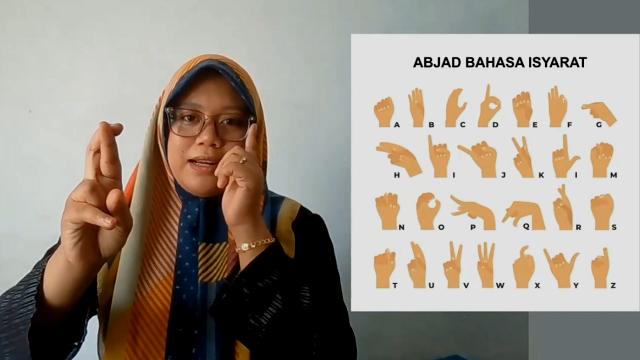 ABJAD BAHASA ISYARAT
A B C D E F G
H I J K L M
N O P Q R S
T U V W X Y Z